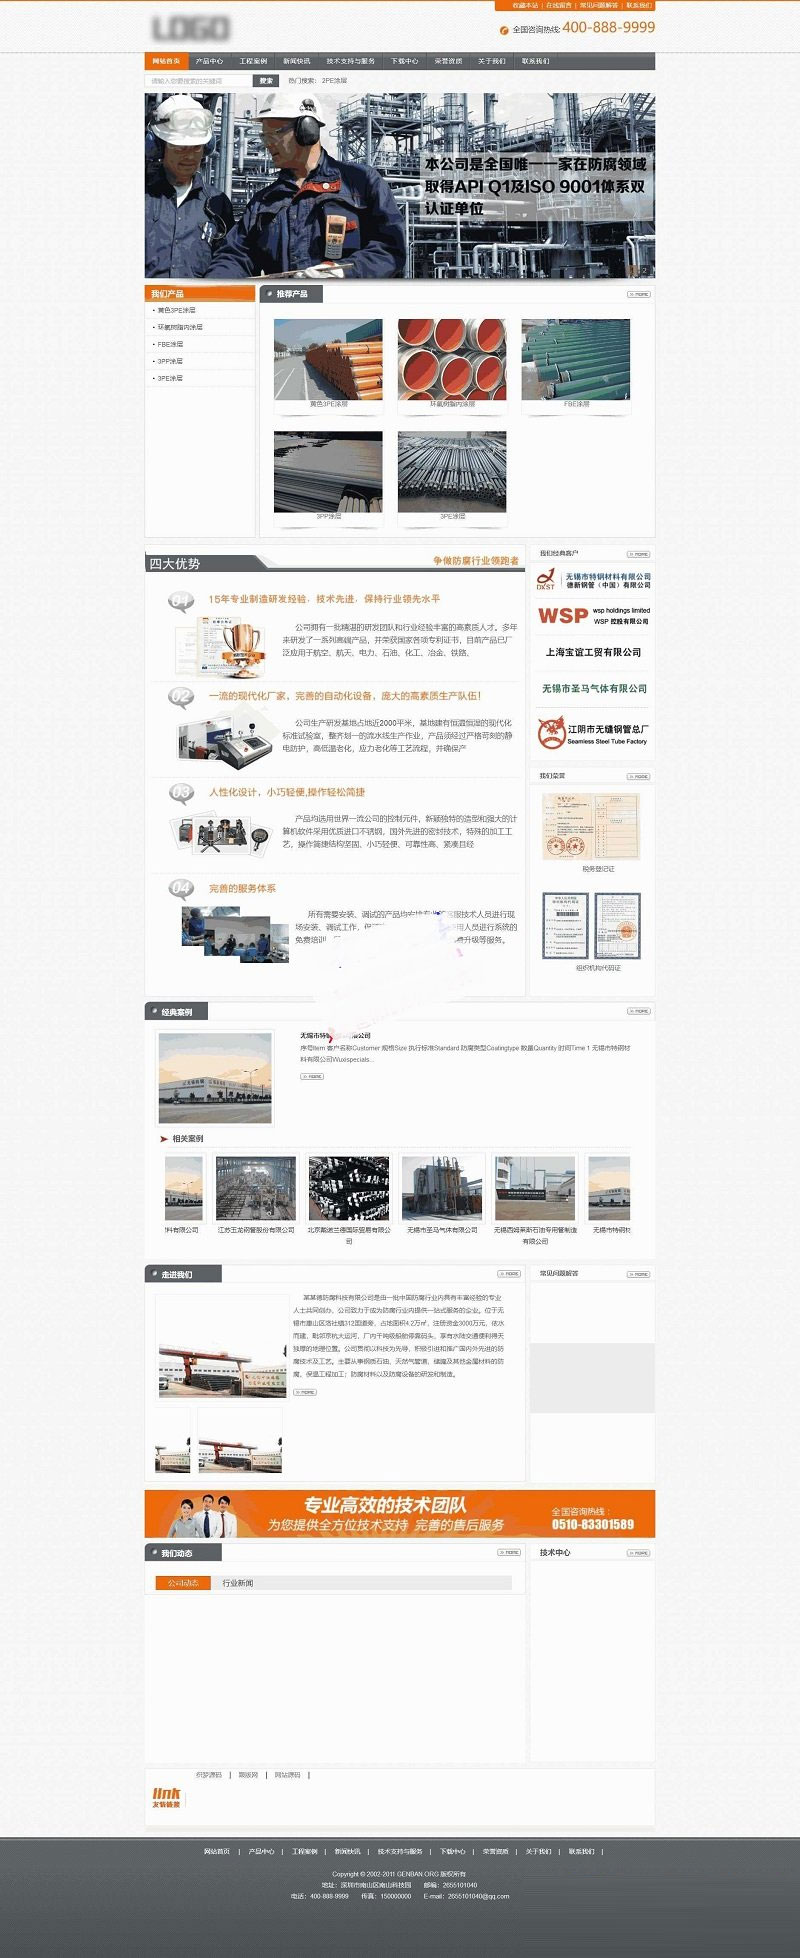 收藏本站 | 在线留言 | 常见问题解答 | 联系我们
LOGO
全国咨询热线: 400-888-9999
网站首页 产品中心 工程案例 新闻快讯 技术支持与服务 下载中心 荣誉资质 关于我们 联系我们
请输入您要搜索的关键词 搜索 热门搜索: 2PE涂层
本公司是全国唯一一家在防腐领域
取得API Q1及ISO 9001体系双
认证单位
我们产品
黄色3PE涂层
环氧树脂内涂层
FBE涂层
3PP涂层
3PE涂层
推荐产品 MORE
黄色3PE涂层 环氧树脂内涂层 FBE涂层
3PP涂层 3PE涂层
四大优势 争做防腐行业领跑者
01 15年专业制造研发经验，技术先进，保持行业领先水平
公司拥有一批精湛的研发团队和行业经验丰富的高素质人才。多年
来研发了一系列高端产品，并荣获国家各项专利证书，目前产品已广
泛应用于航空、航天、电力、石油、化工、冶金、铁路。
02 一流的现代化厂家，完善的自动化设备，庞大的高素质生产队伍！
公司生产研发基地占地近2000平米，基地建有恒温恒湿的现代化
标准试验室，整齐划一的流水线生产作业，产品须经过严格苛刻的静
电防护，高低温老化，应力老化等工艺流程，并确保产
03 人性化设计，小巧轻便,操作轻松简捷
产品均选用世界一流公司的控制元件，新颖独特的造型和强大的计
算机软件采用优质进口不锈钢，国外先进的密封技术，特殊的加工工
艺，操作简捷结构坚固、小巧轻便、可靠性高、紧凑且经
04 完善的服务体系
所有需要安装、调试的产品均安排专业的客服技术人员进行现
场安装、调试工作，
用人员进行系统的
免费培训
费升级等服务。
我们经典客户 MORE
DXST 无锡市特钢材料有限公司
德新钢管（中国）有限公司
WSP wsp holdings limited
WSP 控股有限公司
上海宝谊工贸有限公司
无锡市圣马气体有限公司
江阴市无缝钢管总厂
Seamless Steel Tube Factory
我们荣誉 MORE
税务登记证
组织机构代码证
经典案例 MORE
序号Item 客户名称Customer 规格Size 执行标准Standard 防腐类型Coatingtype 数量Quantity 时间Time 1 无锡市特钢材
料有限公司Wuxispecials...
MORE
相关案例
料有限公司 江苏玉龙钢管股份有限公司 北京戴诺兰德国际贸易有限公
司 无锡市圣马气体有限公司 无锡西姆莱斯石油专用管制造
有限公司 无锡市特钢材
走进我们 MORE
某某德防腐科技有限公司是由一批中国防腐行业内具有丰富经验的专业
人士共同创办，公司致力于成为防腐行业内提供一站式服务的企业。位于无
锡市惠山区洛社镇312国道旁，占地面积4.2万㎡，注册资金3000万元，依水
而建，毗邻京杭大运河，厂内千吨级船舶停靠码头，享有水陆交通便利得天
独厚的地理位置。公司贯彻以科技为先导，积极引进和推广国内外先进的防
腐技术及工艺。主要从事钢质石油、天然气管道，储罐及其他金属材料的防
腐、保温工程加工；防腐材料以及防腐设备的研发和制造。
MORE
常见问题解答 MORE
专业高效的技术团队
为您提供全方位技术支持 完善的售后服务
全国咨询热线：
0510-83301589
我们动态 MORE
公司动态 行业新闻
技术中心 MORE
织梦源码 | 跟版网 | 网站源码 |
link
友情链接
网站首页 | 产品中心 | 工程案例 | 新闻快讯 | 技术支持与服务 | 下载中心 | 荣誉资质 | 关于我们 | 联系我们 |
Copyright © 2002-2011 GENBAN.ORG 版权所有
地址：深圳市南山区南山科技园 邮编：2655101040
电话：400-888-9999 传真：150000000 E-mail：2655101040@qq.com